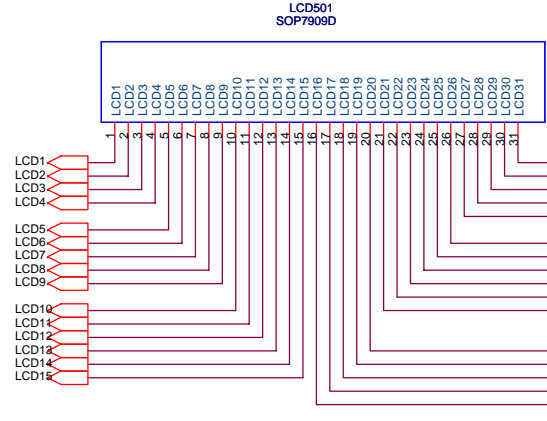 LCD501
SOP7909D
LCD1 LCD2 LCD3 LCD4 LCD5 LCD6 LCD7 LCD8 LCD9 LCD10 LCD11 LCD12 LCD13 LCD14 LCD15 LCD16 LCD17 LCD18 LCD19 LCD20 LCD21 LCD22 LCD23 LCD24 LCD25 LCD26 LCD27 LCD28 LCD29 LCD30 LCD31
1 2 3 4 5 6 7 8 9 10 11 12 13 14 15 16 17 18 19 20 21 22 23 24 25 26 27 28 29 30 31
LCD1
LCD2
LCD3
LCD4
LCD5
LCD6
LCD7
LCD8
LCD9
LCD10
LCD11
LCD12
LCD13
LCD14
LCD15